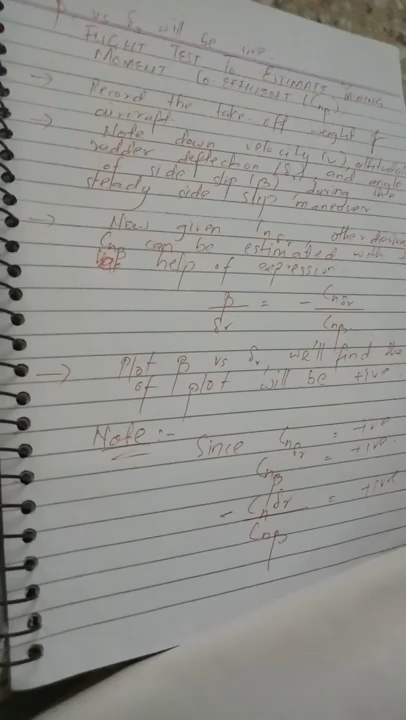 β vs δr will be -ive
FLIGHT TEST to ESTIMATE YAWING
MOMENT Co EFFICIENT (Cnβ)
→ Record the take-off weight of
aircraft.
→ Note down velocity (v), altitude
rudder deflection (δr) and angle
of side slip (β) during the
steady side slip maneuver
→ Now given Cnδr, other
Cnβ can be estimated with
help of expression
β/δr = - Cnδr/Cnβ
→ Plot β vs δr, we'll find the
of plot will be +ive
Note :- Since Cnδr = -ive
Cnβ = +ive
- Cnδr/Cnβ = +ive